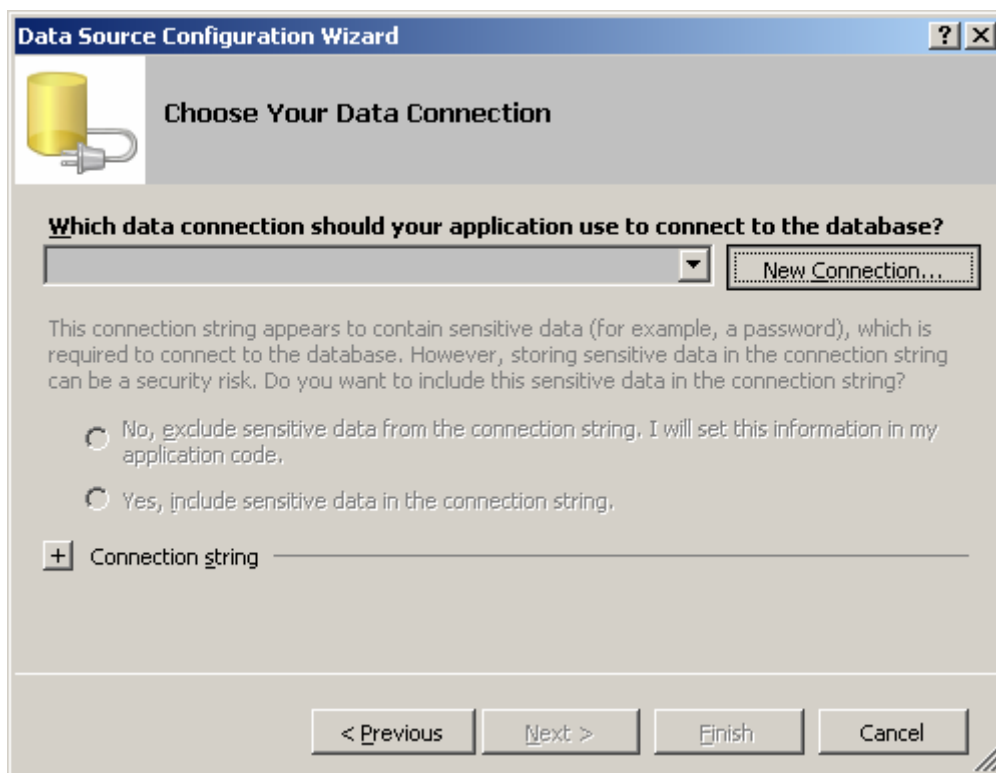 Data Source Configuration Wizard
Choose Your Data Connection
Which data connection should your application use to connect to the database?
New Connection...
This connection string appears to contain sensitive data (for example, a password), which is
required to connect to the database. However, storing sensitive data in the connection string
can be a security risk. Do you want to include this sensitive data in the connection string?
No, exclude sensitive data from the connection string. I will set this information in my
application code.
Yes, include sensitive data in the connection string.
+ Connection string
< Previous Next > Finish Cancel